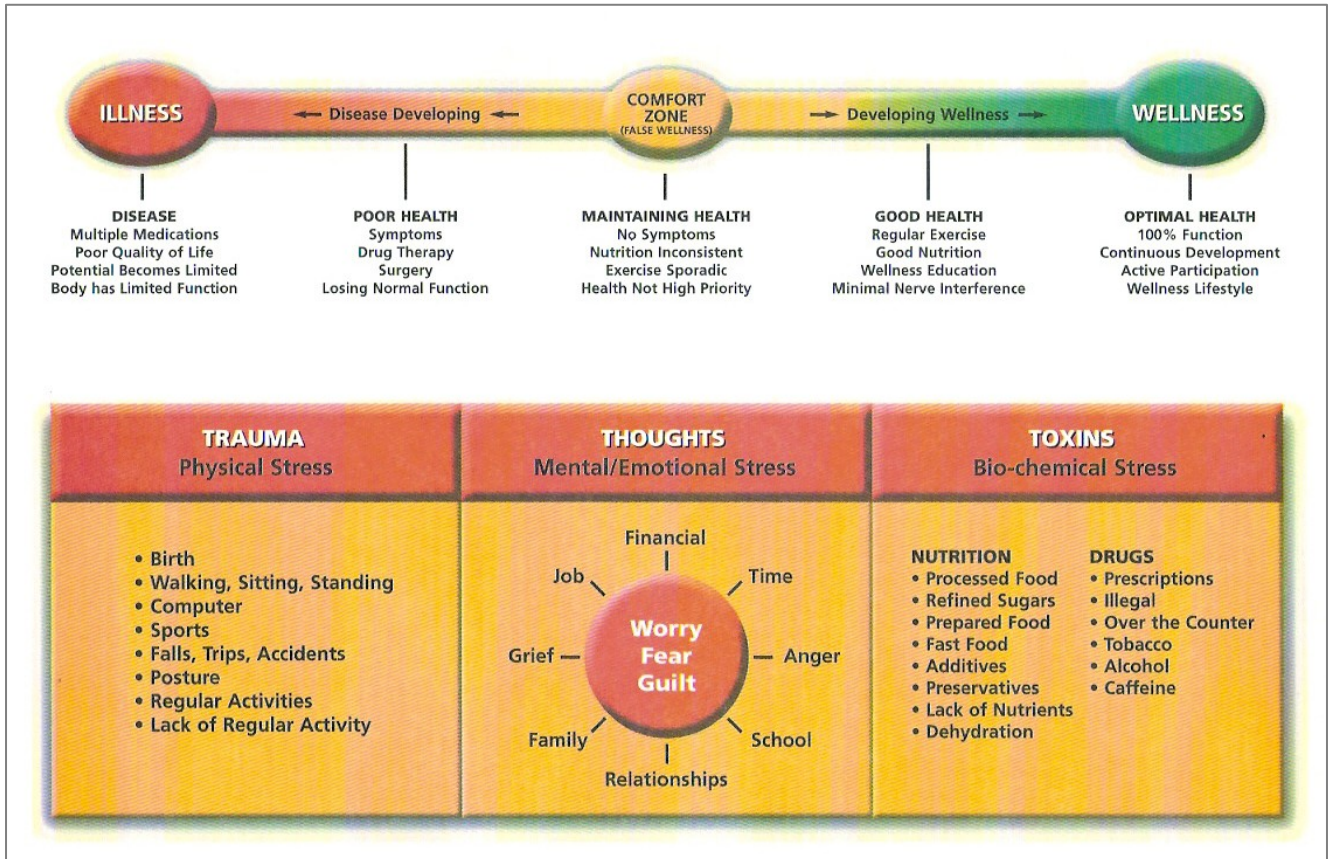 ILLNESS
Disease Developing
COMFORT
ZONE
(FALSE WELLNESS)
Developing Wellness
WELLNESS
DISEASE
Multiple Medications
Poor Quality of Life
Potential Becomes Limited
Body has Limited Function
POOR HEALTH
Symptoms
Drug Therapy
Surgery
Losing Normal Function
MAINTAINING HEALTH
No Symptoms
Nutrition Inconsistent
Exercise Sporadic
Health Not High Priority
GOOD HEALTH
Regular Exercise
Good Nutrition
Wellness Education
Minimal Nerve Interference
OPTIMAL HEALTH
100% Function
Continuous Development
Active Participation
Wellness Lifestyle
TRAUMA
Physical Stress
• Birth
• Walking, Sitting, Standing
• Computer
• Sports
• Falls, Trips, Accidents
• Posture
• Regular Activities
• Lack of Regular Activity
THOUGHTS
Mental/Emotional Stress
Financial
Job
Time
Worry
Fear
Guilt
Grief
Anger
Family
School
Relationships
TOXINS
Bio-chemical Stress
NUTRITION
• Processed Food
• Refined Sugars
• Prepared Food
• Fast Food
• Additives
• Preservatives
• Lack of Nutrients
• Dehydration
DRUGS
• Prescriptions
• Illegal
• Over the Counter
• Tobacco
• Alcohol
• Caffeine